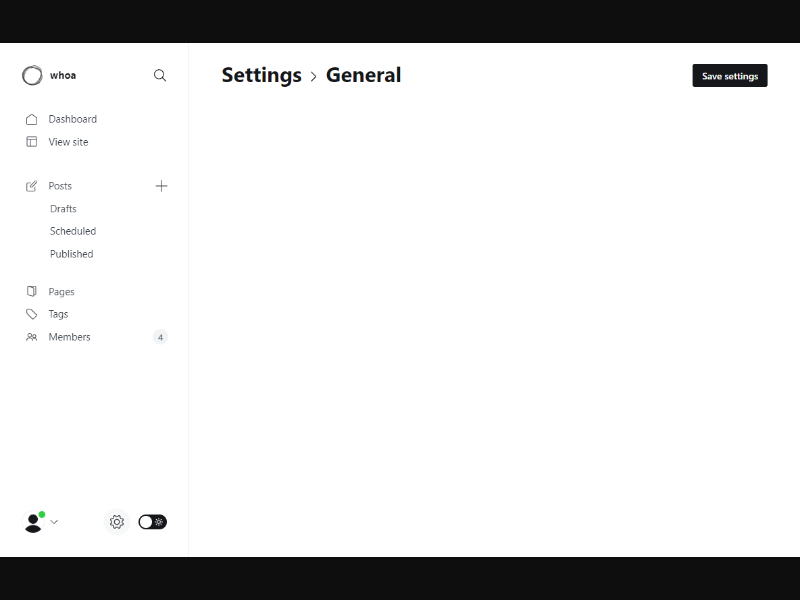 whoa
Dashboard
View site
Posts
Drafts
Scheduled
Published
Pages
Tags
Members 4
Settings > General
Save settings